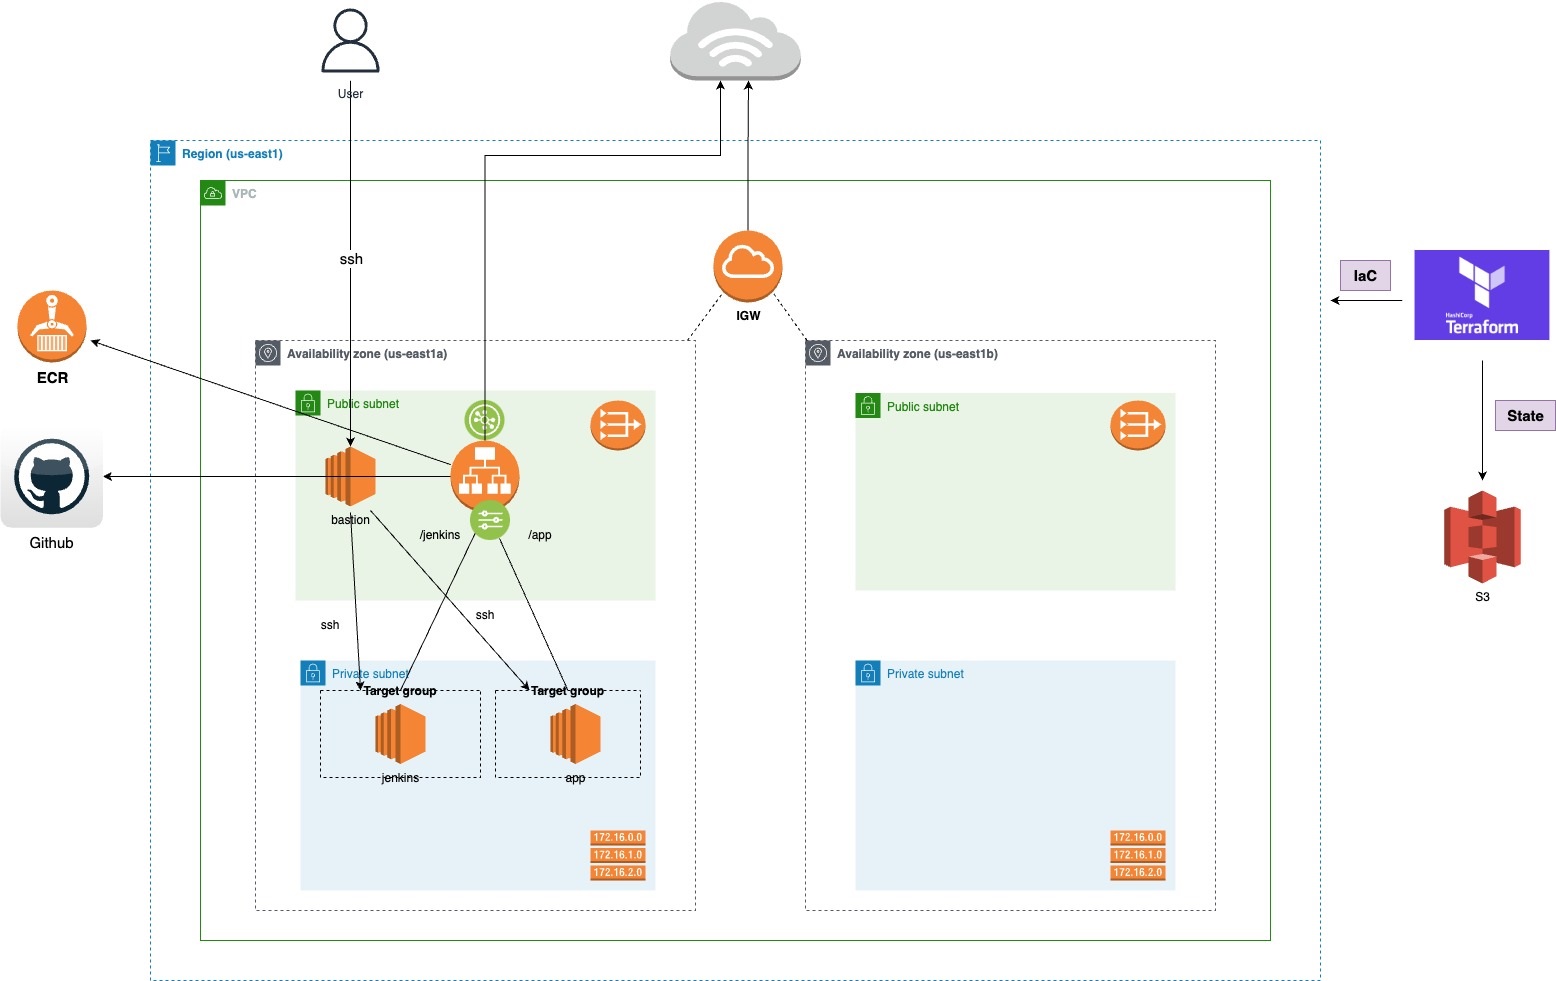 User
Region (us-east1)
VPC
ssh
IaC
HashiCorp
Terraform
IGW
ECR
Availability zone (us-east1a)
Availability zone (us-east1b)
Public subnet
Public subnet
State
bastion
/jenkins
/app
Github
S3
ssh
ssh
Private subnet
Private subnet
Target group
Target group
jenkins
app
172.16.0.0
172.16.1.0
172.16.2.0
172.16.0.0
172.16.1.0
172.16.2.0